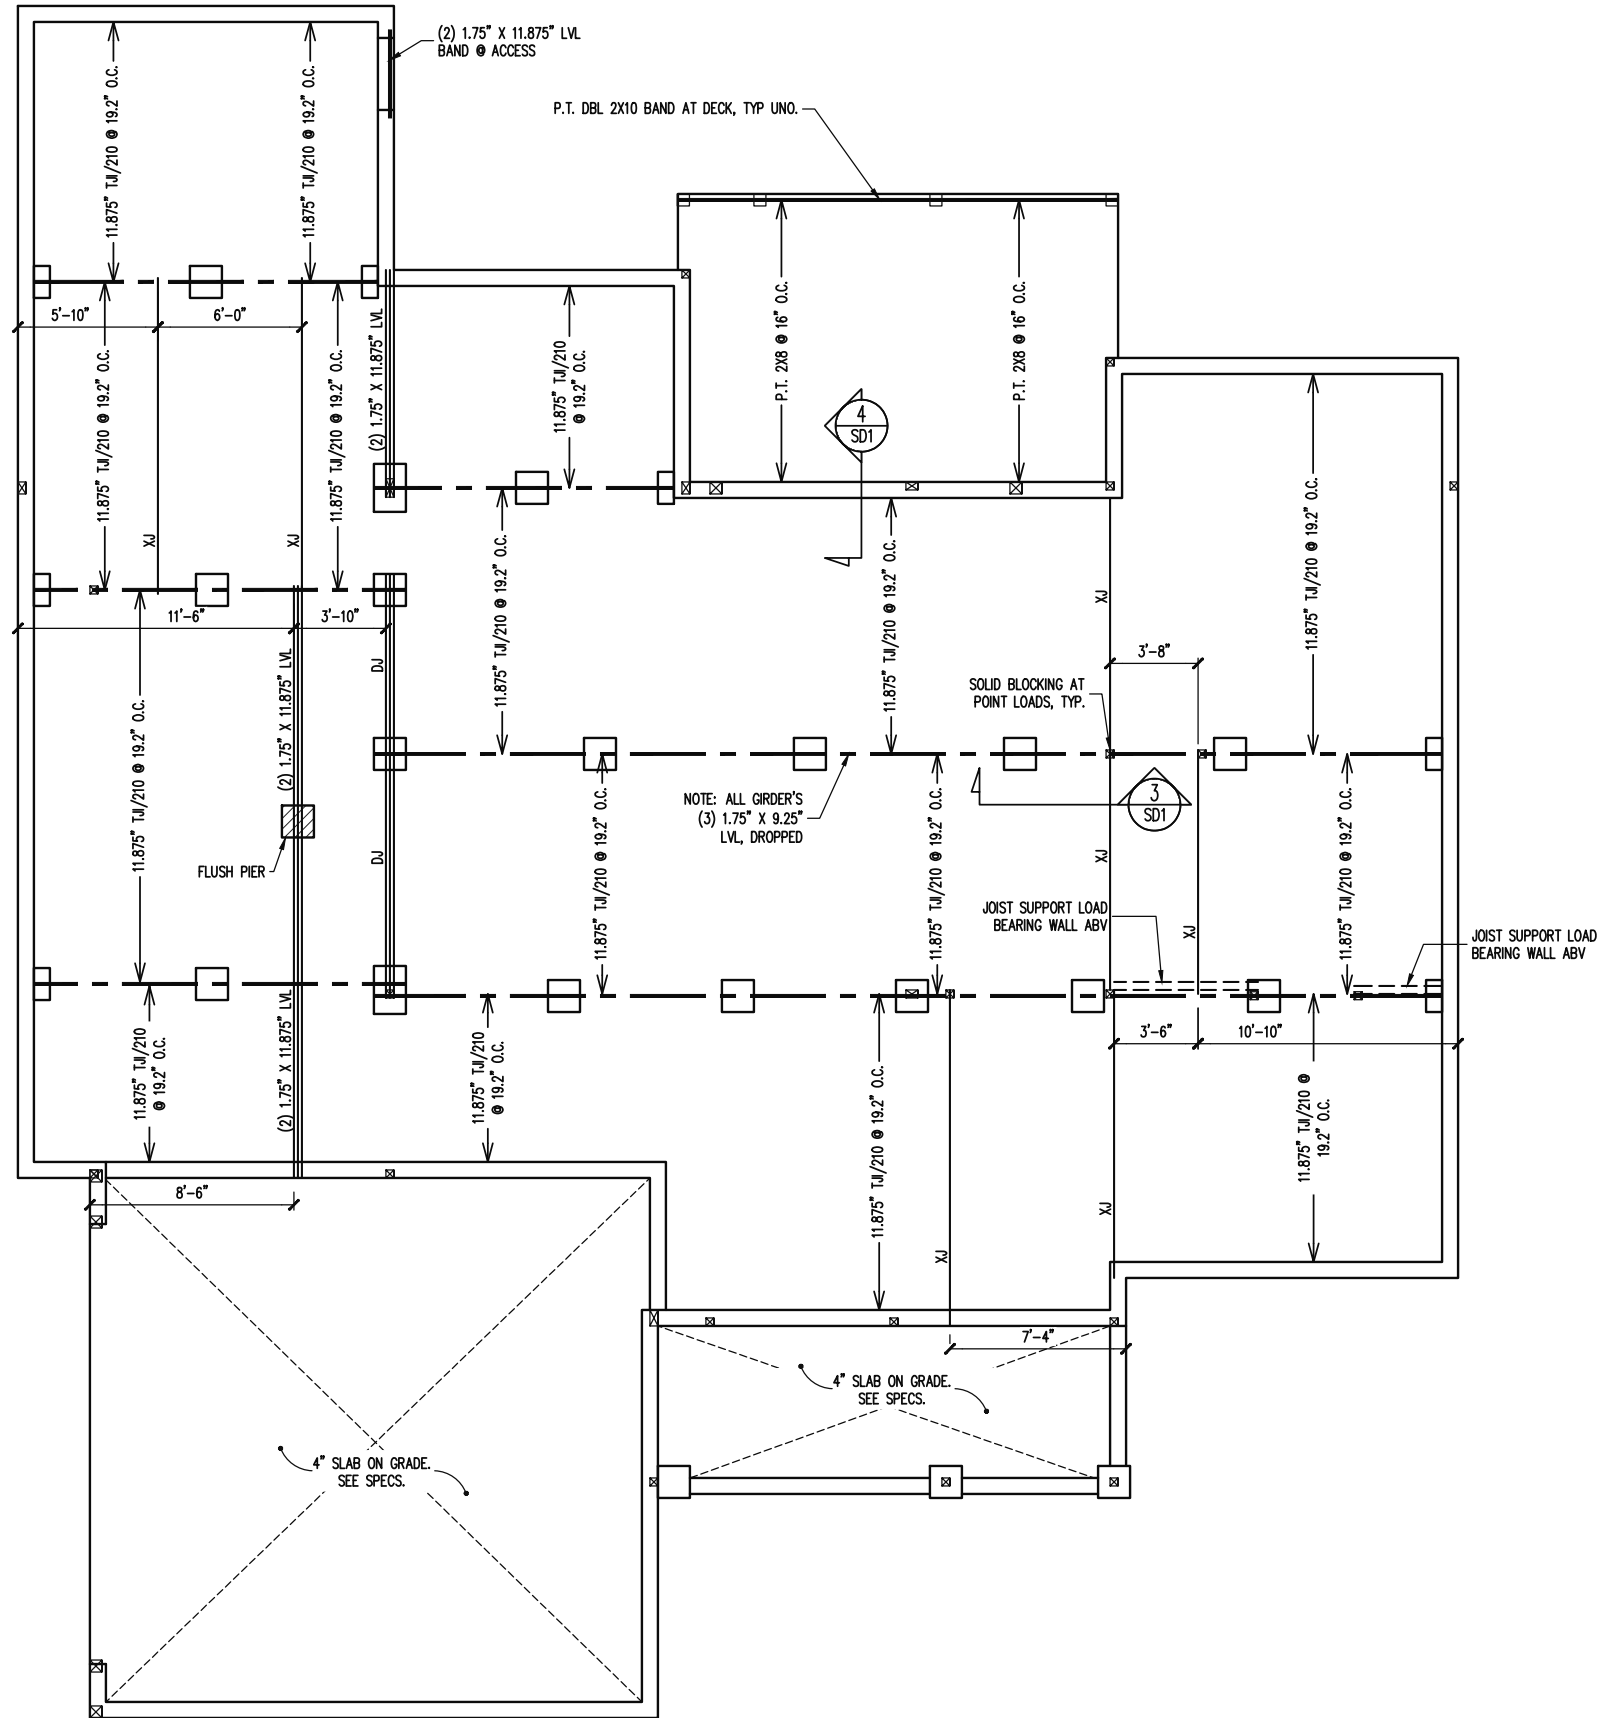 (2) 1.75" X 11.875" LVL
BAND @ ACCESS
11.875" TJI/210 @ 19.2" O.C.
11.875" TJI/210 @ 19.2" O.C.
P.T. DBL 2X10 BAND AT DECK, TYP UNO.
5'-10"
6'-0"
11.875" TJI/210 @ 19.2" O.C.
11.875" TJI/210 @ 19.2" O.C.
(2) 1.75" X 11.875" LVL
11.875" TJI/210
@ 19.2" O.C.
P.T. 2X8 @ 16" O.C.
P.T. 2X8 @ 16" O.C.
4
SD1
XJ
XJ
11.875" TJI/210 @ 19.2" O.C.
11.875" TJI/210 @ 19.2" O.C.
11.875" TJI/210 @ 19.2" O.C.
XJ
11'-6"
3'-10"
3'-8"
DJ
(2) 1.75" X 11.875" LVL
11.875" TJI/210 @ 19.2" O.C.
SOLID BLOCKING AT
POINT LOADS, TYP.
NOTE: ALL GIRDER'S
(3) 1.75" X 9.25"
LVL, DROPPED
3
SD1
FLUSH PIER
DJ
11.875" TJI/210 @ 19.2" O.C.
11.875" TJI/210 @ 19.2" O.C.
XJ
11.875" TJI/210 @ 19.2" O.C.
JOIST SUPPORT LOAD
BEARING WALL ABV
XJ
JOIST SUPPORT LOAD
BEARING WALL ABV
3'-6"
10'-10"
11.875" TJI/210
@ 19.2" O.C.
(2) 1.75" X 11.875" LVL
11.875" TJI/210
@ 19.2" O.C.
11.875" TJI/210 @ 19.2" O.C.
11.875" TJI/210 @
19.2" O.C.
8'-6"
XJ
XJ
7'-4"
4" SLAB ON GRADE.
SEE SPECS.
4" SLAB ON GRADE.
SEE SPECS.